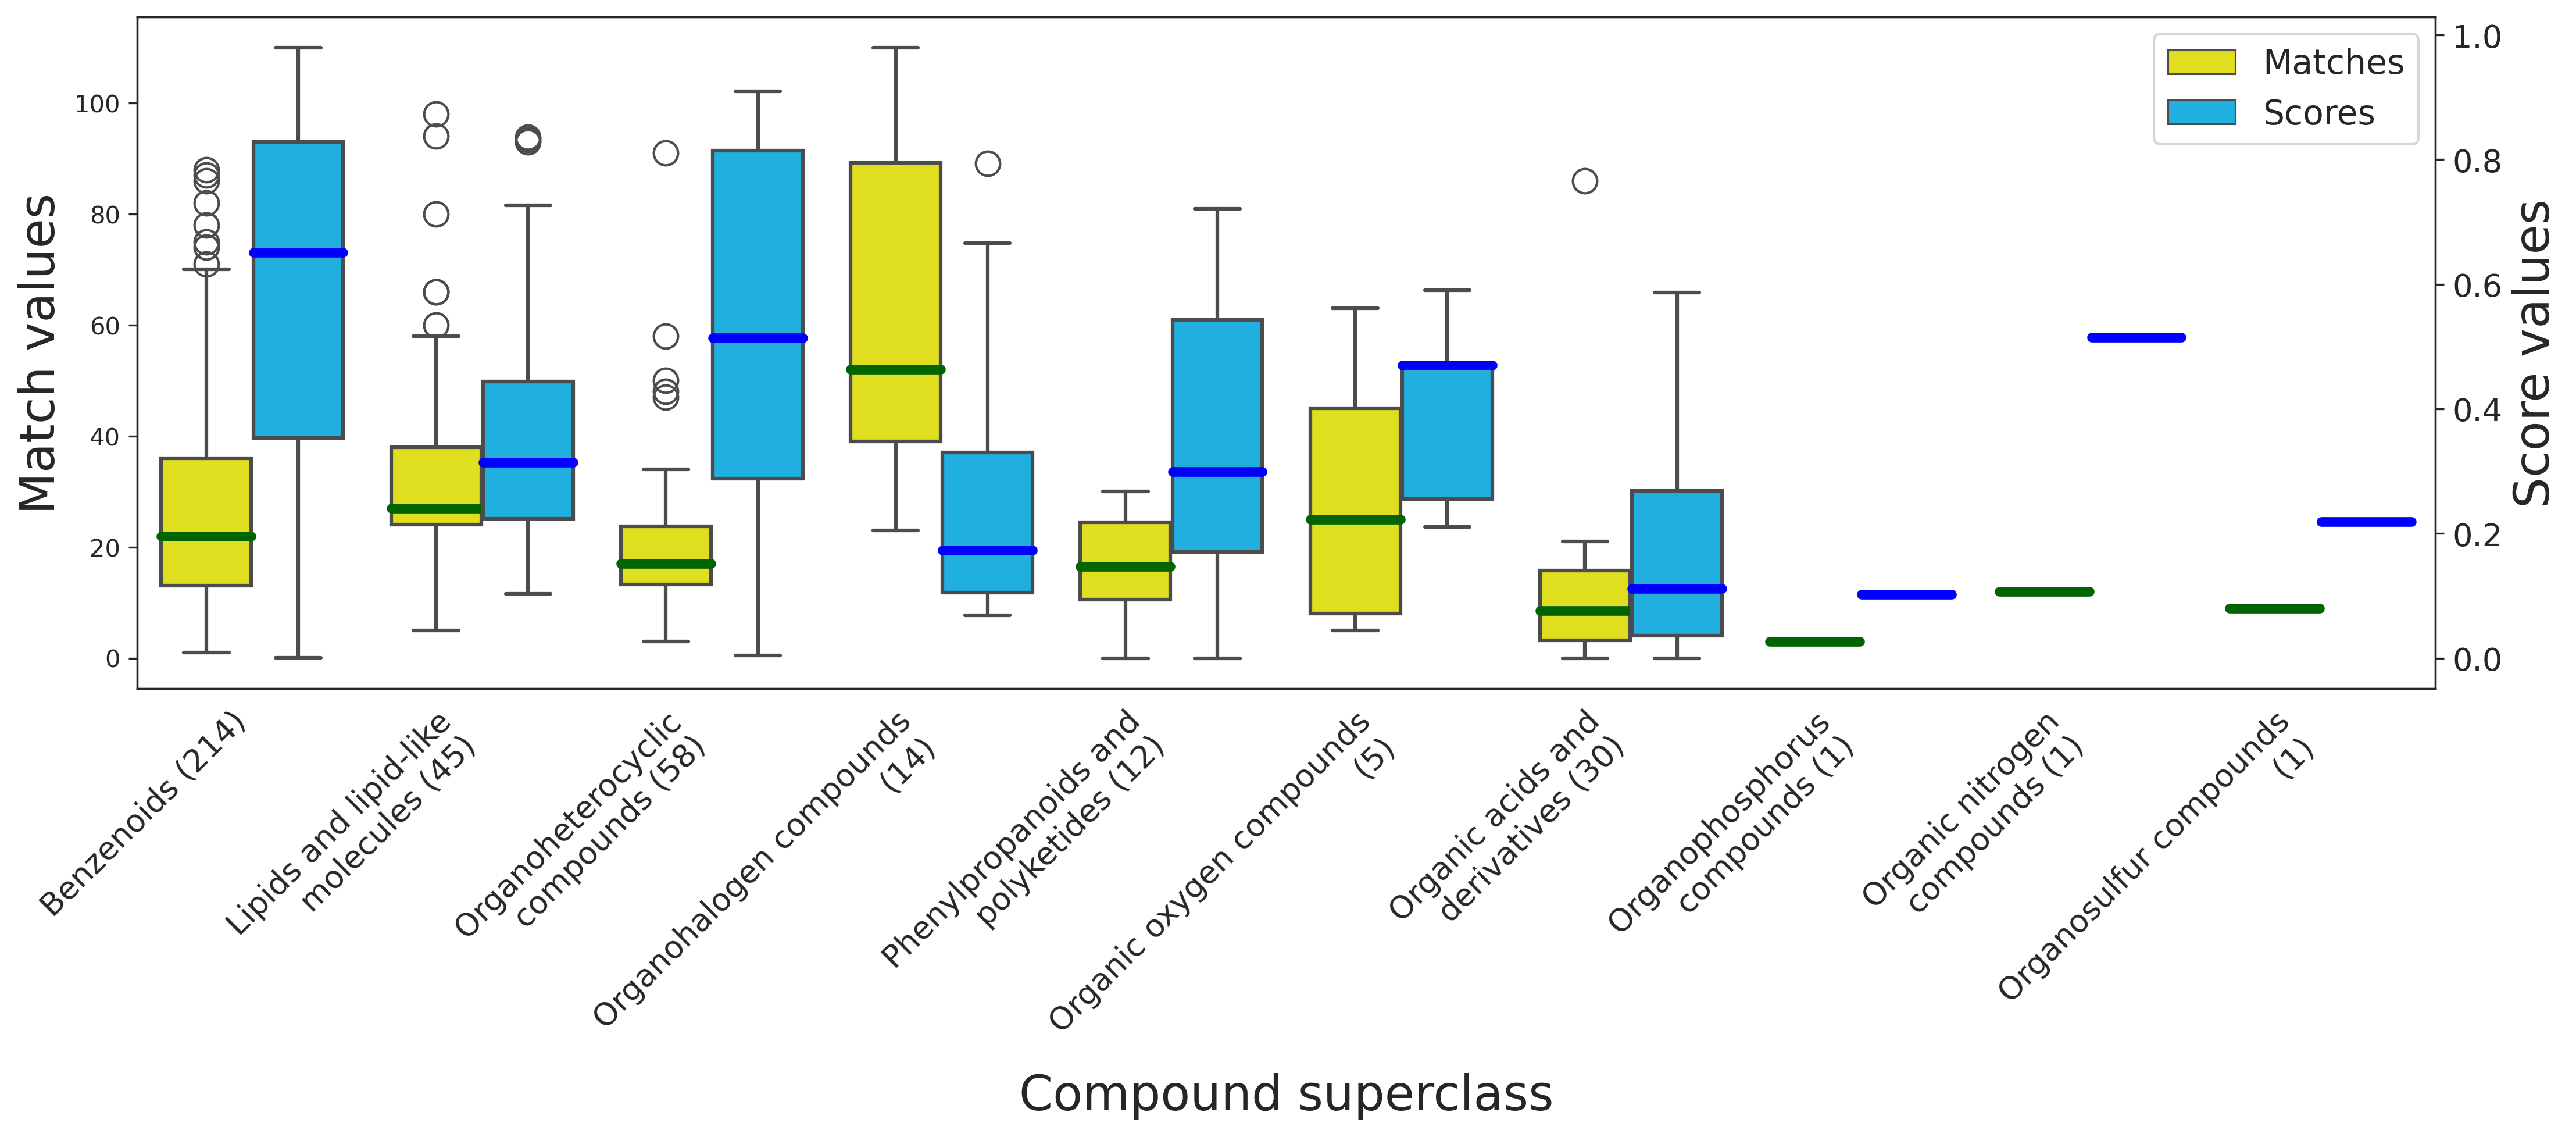 Match values
100
80
60
40
20
0
Matches
Scores
1.0
0.8
0.6
0.4
0.2
0.0
Score values
Benzenoids (214)
Lipids and lipid-like
molecules (45)
Organoheterocyclic
compounds (58)
Organohalogen compounds
(14)
Phenylpropanoids and
polyketides (12)
Organic oxygen compounds
(5)
Organic acids and
derivatives (30)
Organophosphorus
compounds (1)
Organic nitrogen
compounds (1)
Organosulfur compounds
(1)
Compound superclass